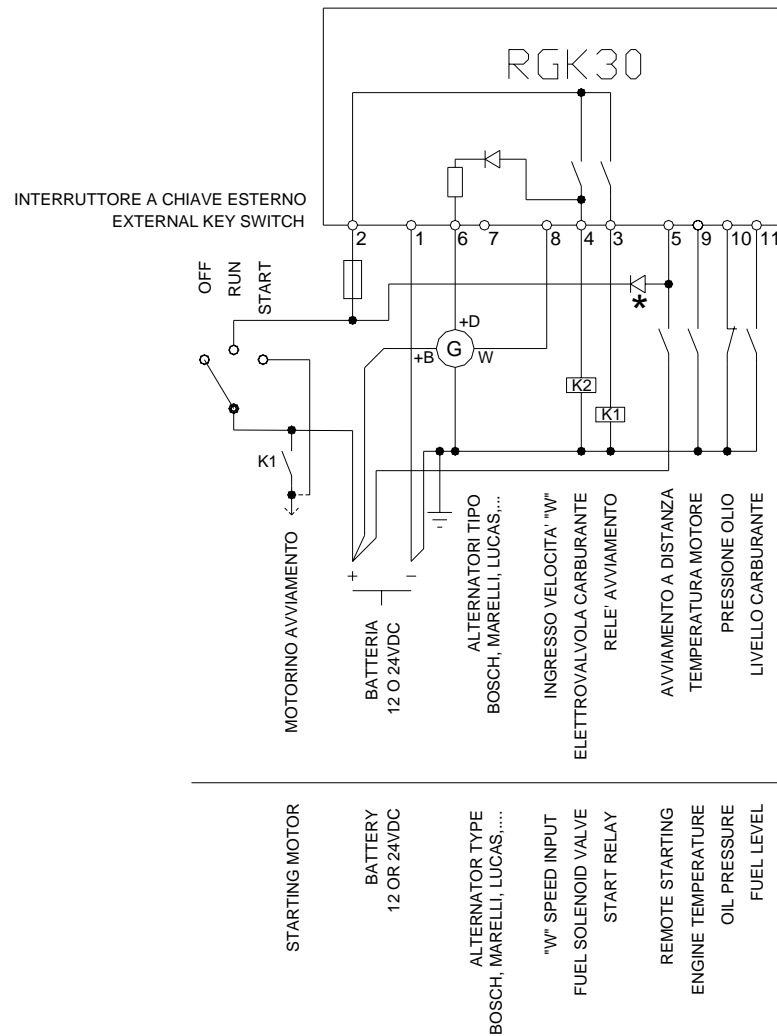 RGK30
INTERRUTTORE A CHIAVE ESTERNO
EXTERNAL KEY SWITCH
2
1
6
7
8
4
3
5
9
10
11
OFF
RUN
START
*
+D
+B
G
W
K2
K1
K1
+
−
MOTORINO AVVIAMENTO
BATTERIA
12 O 24VDC
ALTERNATORI TIPO
BOSCH, MARELLI, LUCAS,...
INGRESSO VELOCITA' "W"
ELETTROVALVOLA CARBURANTE
RELE' AVVIAMENTO
AVVIAMENTO A DISTANZA
TEMPERATURA MOTORE
PRESSIONE OLIO
LIVELLO CARBURANTE
STARTING MOTOR
BATTERY
12 OR 24VDC
ALTERNATOR TYPE
BOSCH, MARELLI, LUCAS,....
"W" SPEED INPUT
FUEL SOLENOID VALVE
START RELAY
REMOTE STARTING
ENGINE TEMPERATURE
OIL PRESSURE
FUEL LEVEL